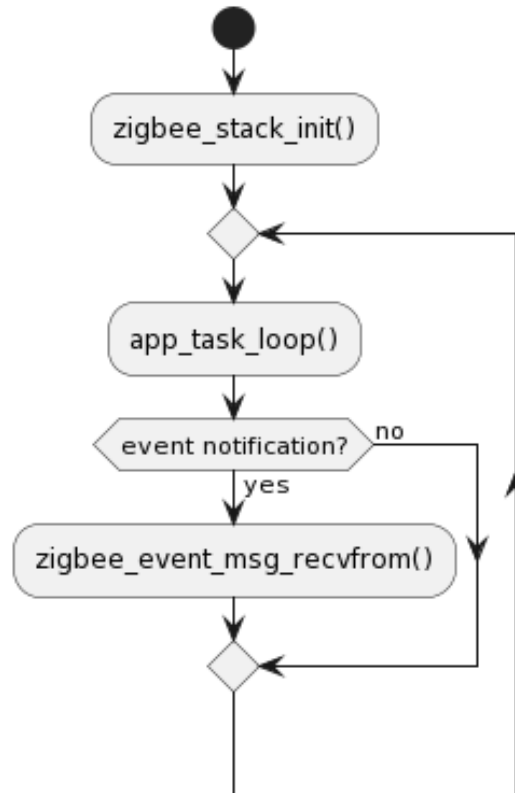 zigbee_stack_init()
app_task_loop()
event notification?
no
yes
zigbee_event_msg_recvfrom()